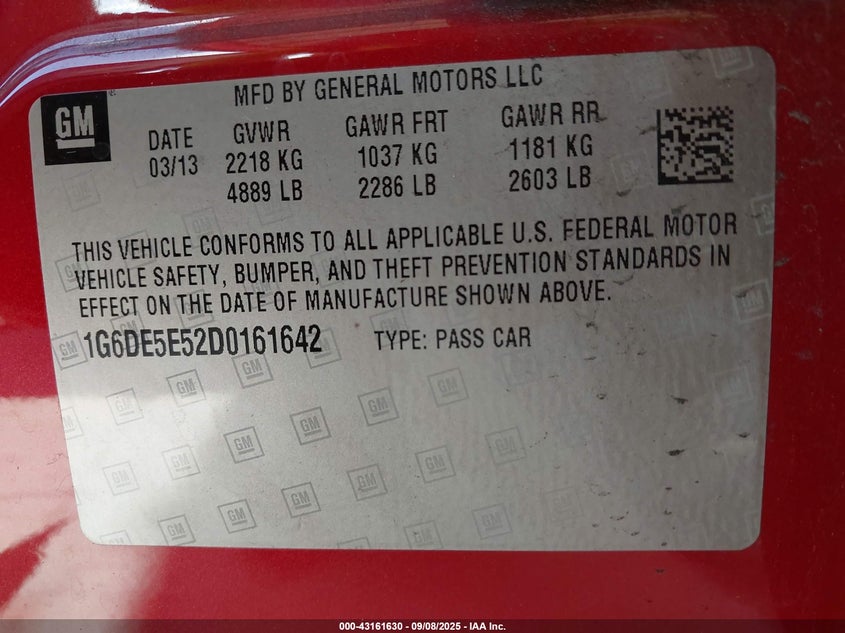 GM
MFD BY GENERAL MOTORS LLC
DATE GVWR GAWR FRT GAWR RR
03/13 2218 KG 1037 KG 1181 KG
4889 LB 2286 LB 2603 LB
THIS VEHICLE CONFORMS TO ALL APPLICABLE U.S. FEDERAL MOTOR
VEHICLE SAFETY, BUMPER, AND THEFT PREVENTION STANDARDS IN
EFFECT ON THE DATE OF MANUFACTURE SHOWN ABOVE.
1G6DE5E52D0161642 TYPE: PASS CAR
000-43161630 - 09/08/2025 - IAA Inc.